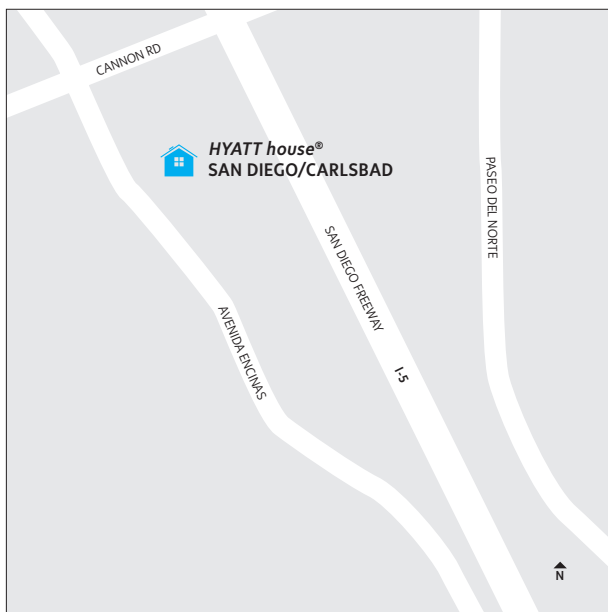 CANNON RD
HYATT house®
SAN DIEGO/CARLSBAD
PASEO DEL NORTE
SAN DIEGO FREEWAY
AVENIDA ENCINAS
I-5
N